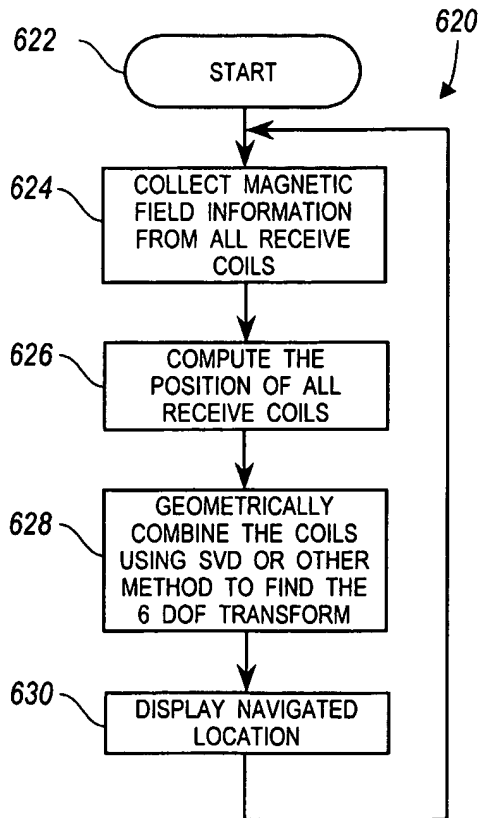 620
622
START
624
COLLECT MAGNETIC
FIELD INFORMATION
FROM ALL RECEIVE
COILS
626
COMPUTE THE
POSITION OF ALL
RECEIVE COILS
628
GEOMETRICALLY
COMBINE THE COILS
USING SVD OR OTHER
METHOD TO FIND THE
6 DOF TRANSFORM
630
DISPLAY NAVIGATED
LOCATION